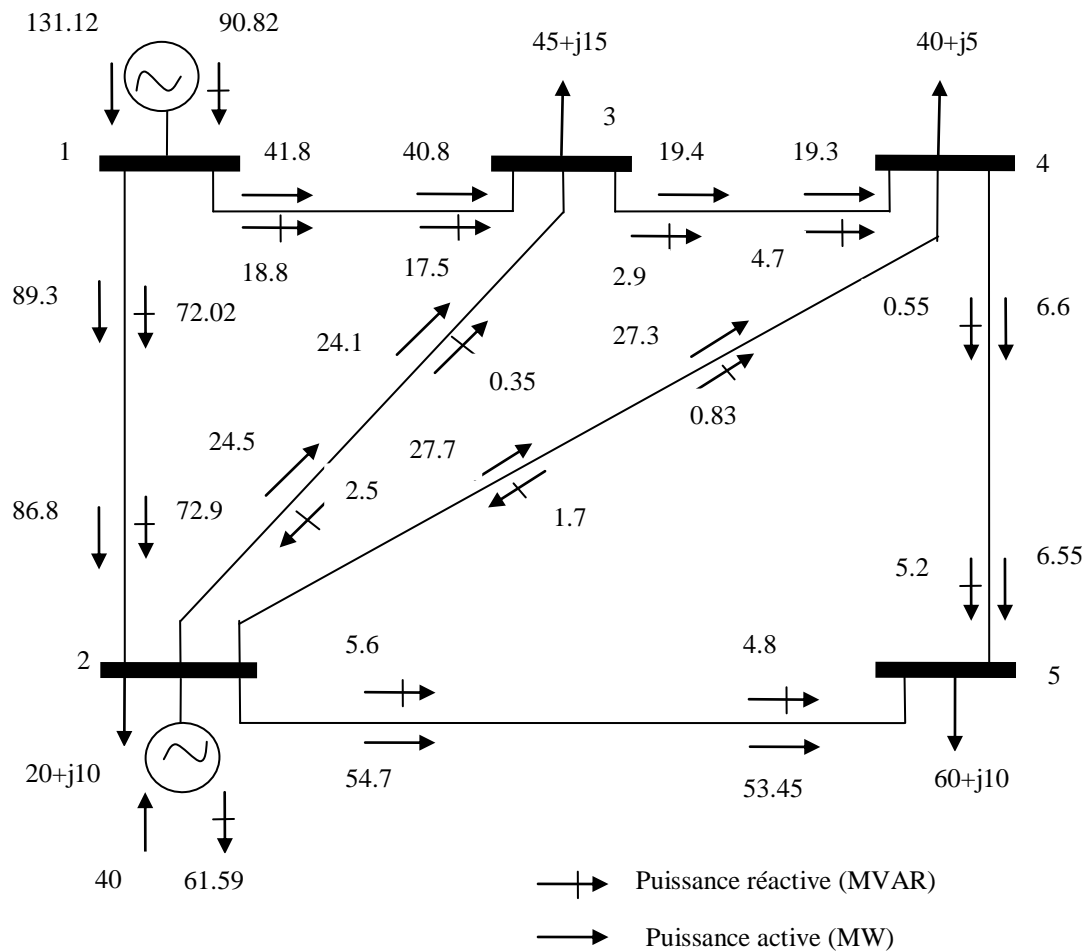 131.12 90.82
45+j15 40+j5
3
1 41.8 40.8 19.4 19.3 4
18.8 17.5 2.9 4.7
89.3 72.02 0.55 6.6
24.1 27.3
0.35
0.83
24.5 27.7
86.8 72.9 2.5
1.7
5.2 6.55
2 5.6 4.8 5
20+j10 54.7 53.45 60+j10
40 61.59
Puissance réactive (MVAR)
Puissance active (MW)